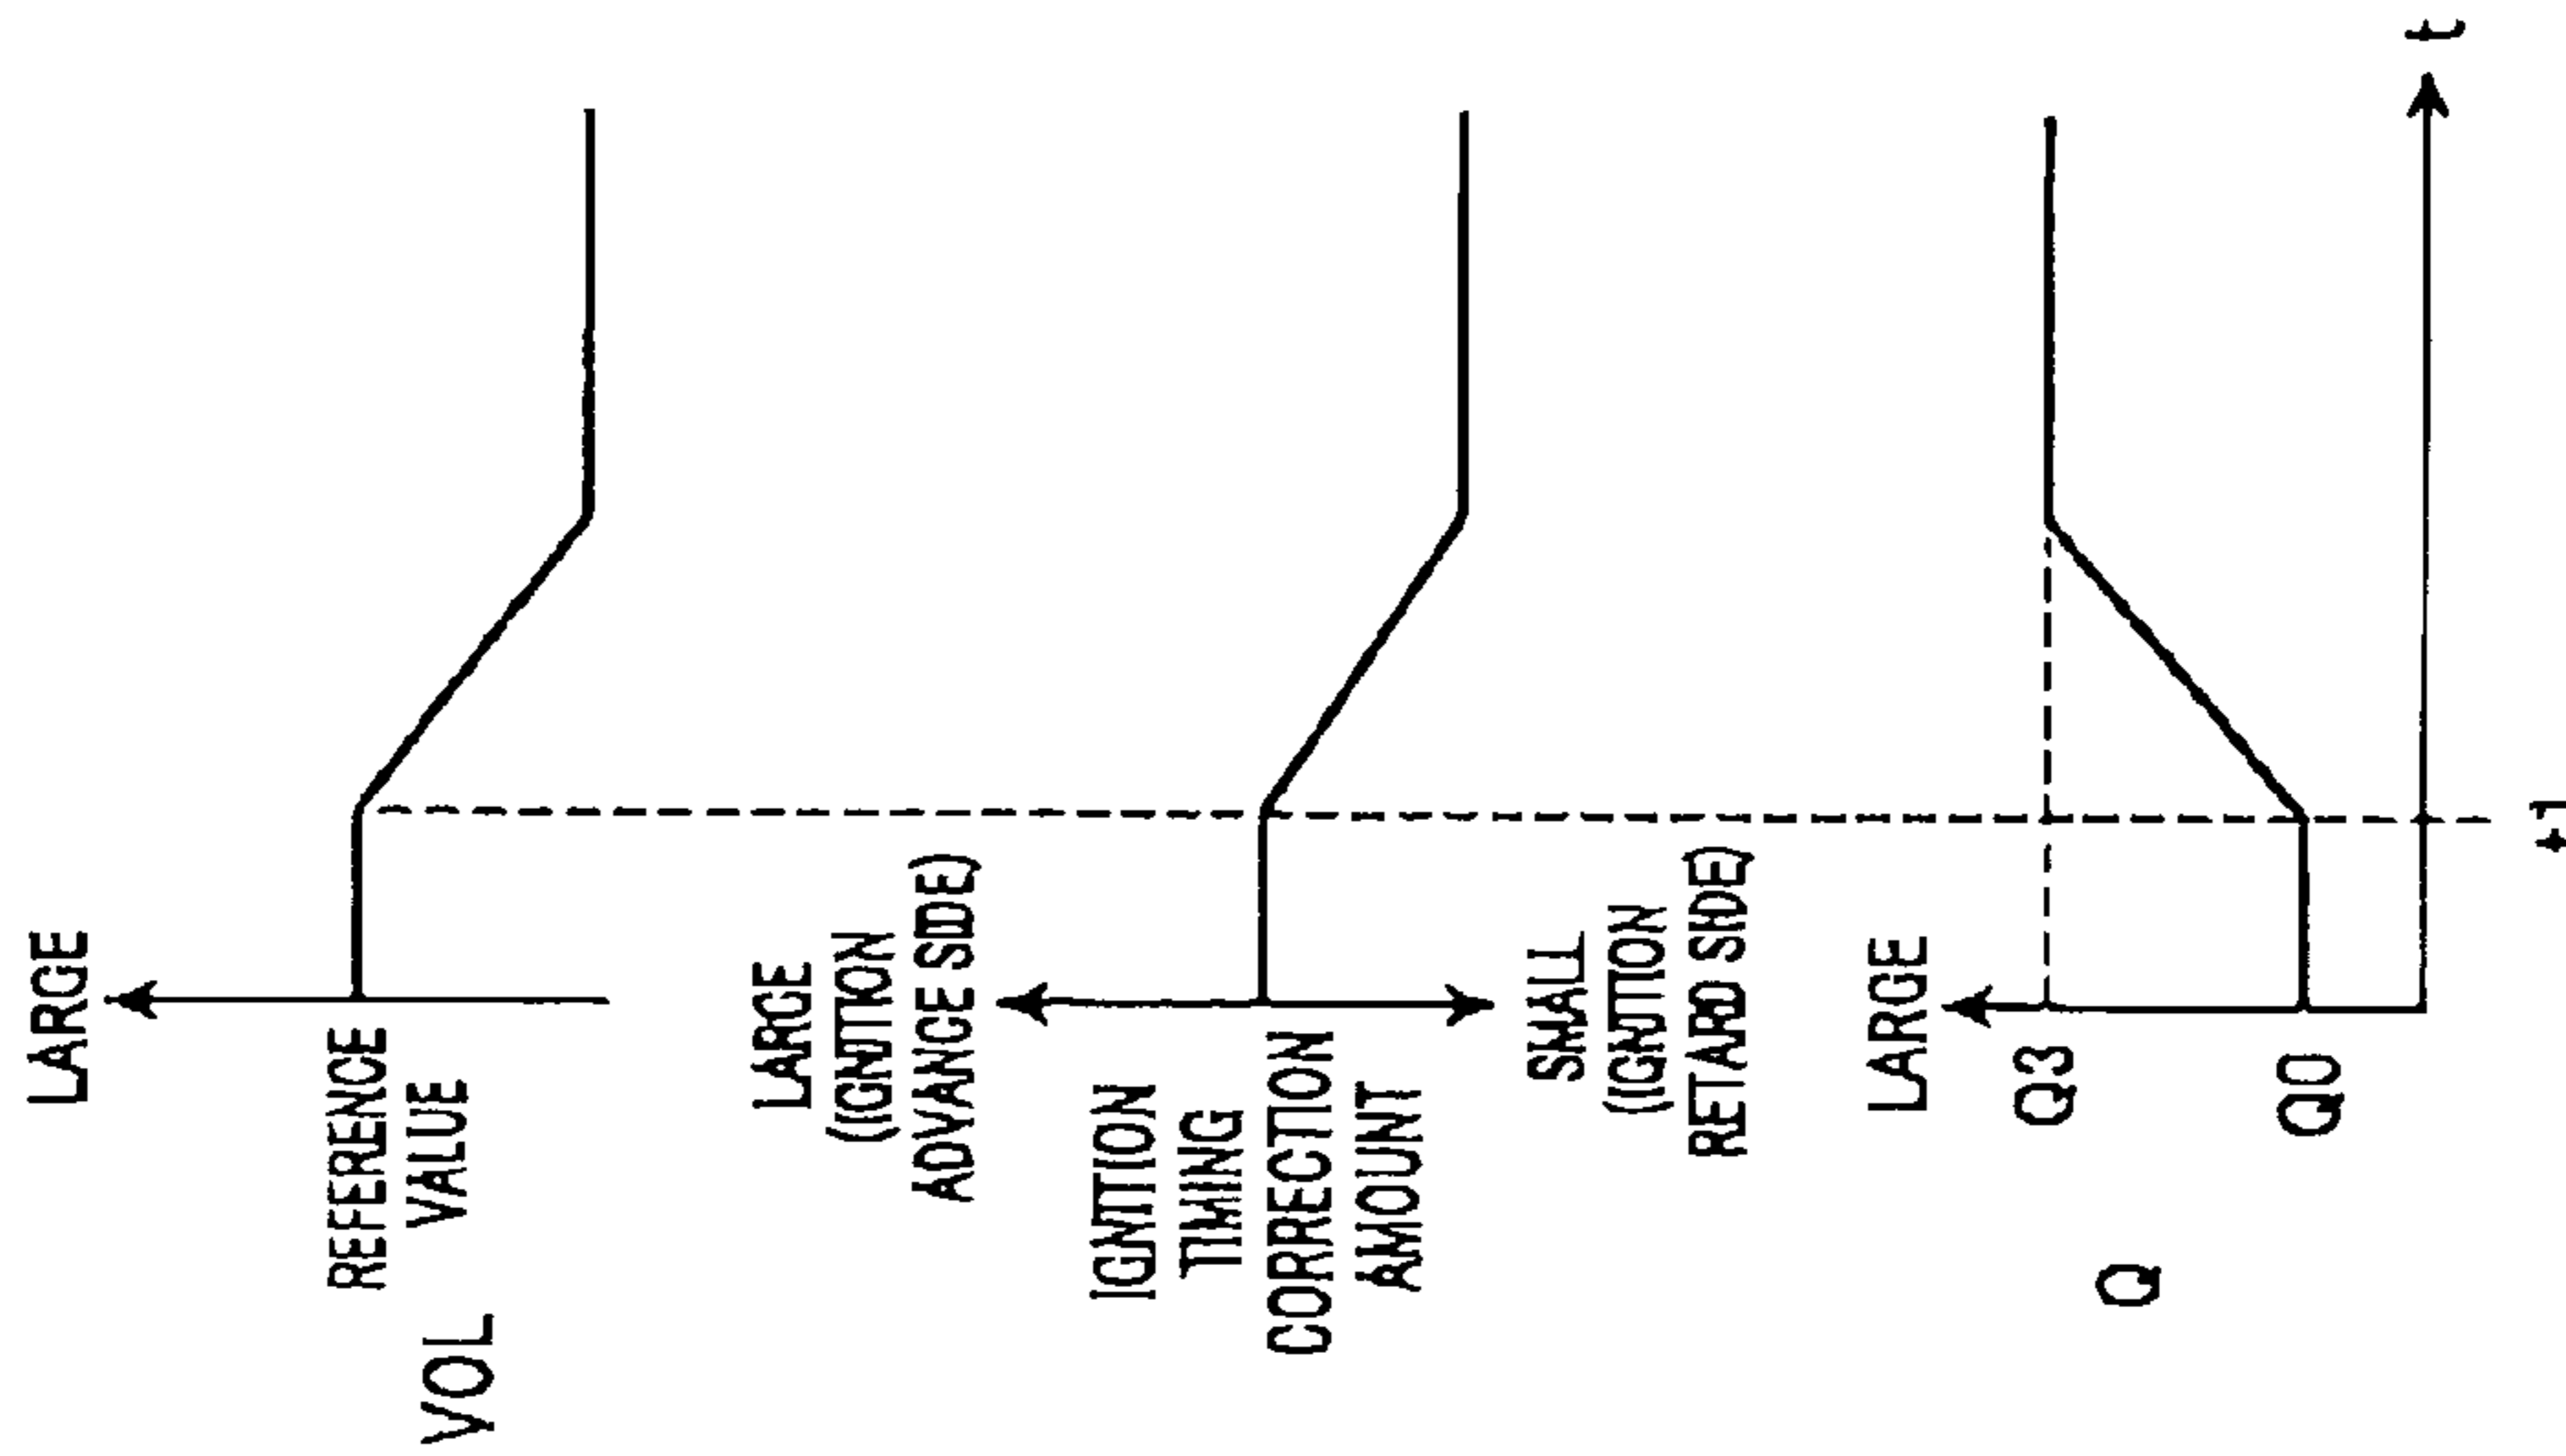 LARGE
REFERENCE
VALUE
VOL
LARGE
(IGNITION
ADVANCE SIDE)
IGNITION
TIMING
CORRECTION
AMOUNT
SMALL
(IGNITION
RETARD SIDE)
LARGE
Q3
Q
Q0
t
t1